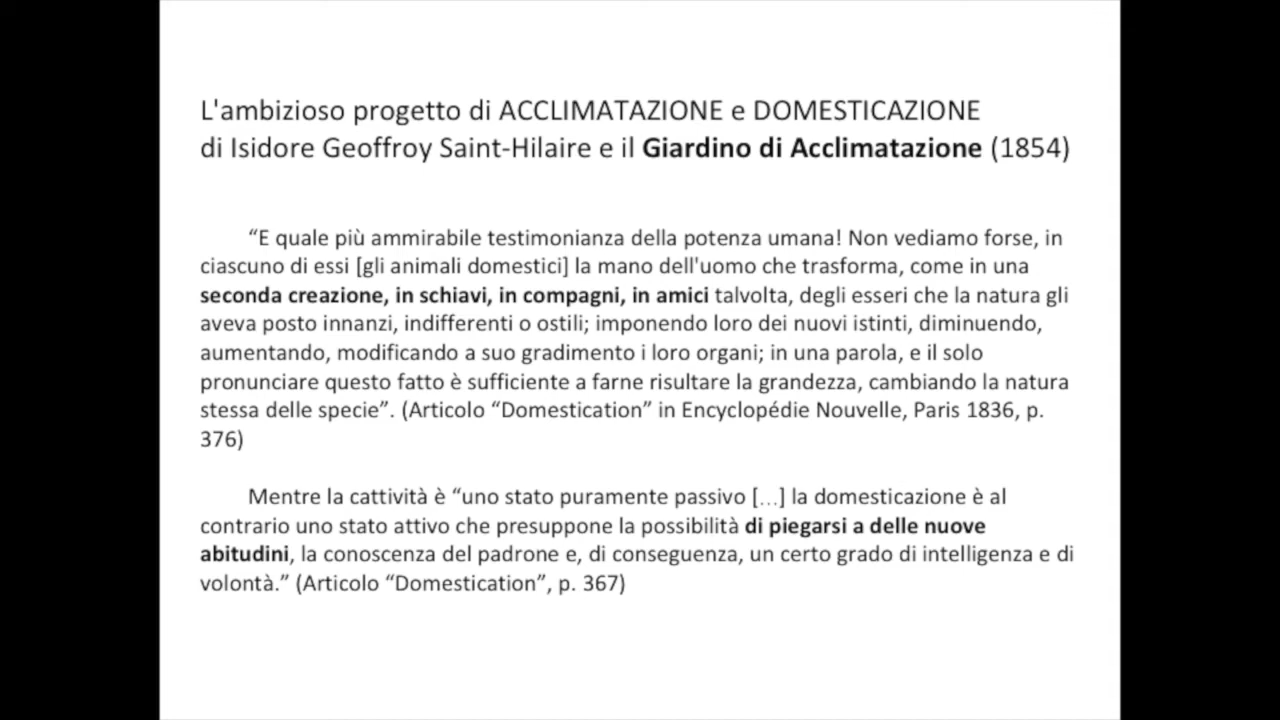 L'ambizioso progetto di ACCLIMATAZIONE e DOMESTICAZIONE
di Isidore Geoffroy Saint-Hilaire e il Giardino di Acclimatazione (1854)
“E quale più ammirabile testimonianza della potenza umana! Non vediamo forse, in
ciascuno di essi [gli animali domestici] la mano dell'uomo che trasforma, come in una
seconda creazione, in schiavi, in compagni, in amici talvolta, degli esseri che la natura gli
aveva posto innanzi, indifferenti o ostili; imponendo loro dei nuovi istinti, diminuendo,
aumentando, modificando a suo gradimento i loro organi; in una parola, e il solo
pronunciare questo fatto è sufficiente a farne risultare la grandezza, cambiando la natura
stessa delle specie”. (Articolo “Domestication” in Encyclopédie Nouvelle, Paris 1836, p.
376)
Mentre la cattività è “uno stato puramente passivo […] la domesticazione è al
contrario uno stato attivo che presuppone la possibilità di piegarsi a delle nuove
abitudini, la conoscenza del padrone e, di conseguenza, un certo grado di intelligenza e di
volontà.” (Articolo “Domestication”, p. 367)